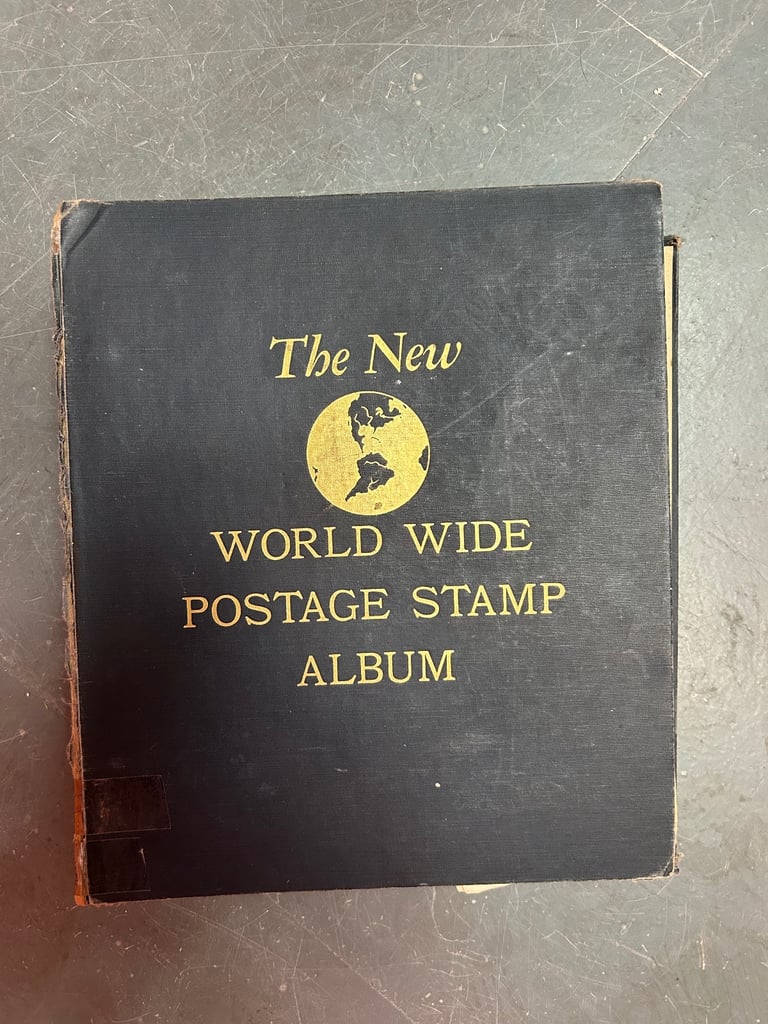 The New
WORLD WIDE
POSTAGE STAMP
ALBUM